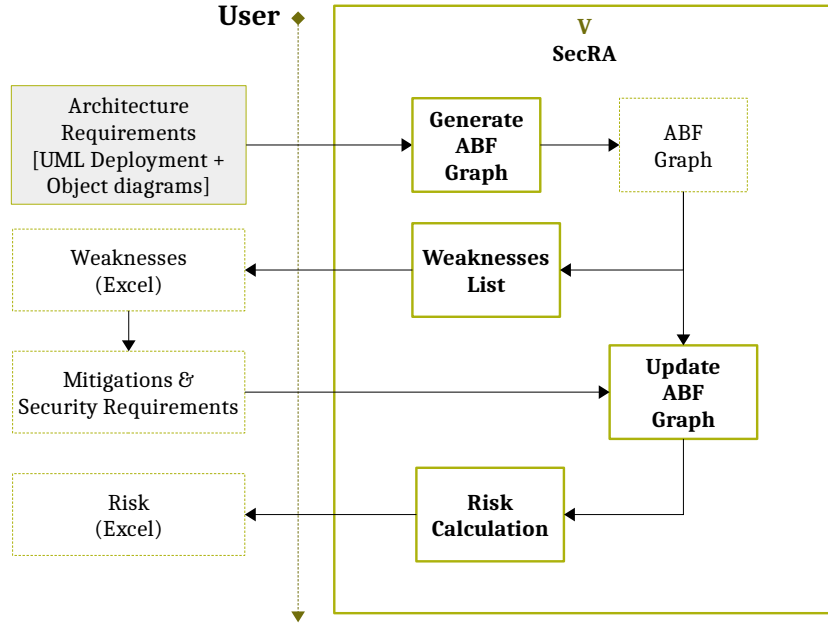 User
V
SecRA
Architecture
Requirements
[UML Deployment +
Object diagrams]
Generate
ABF
Graph
ABF
Graph
Weaknesses
(Excel)
Weaknesses
List
Mitigations &
Security Requirements
Update
ABF
Graph
Risk
(Excel)
Risk
Calculation